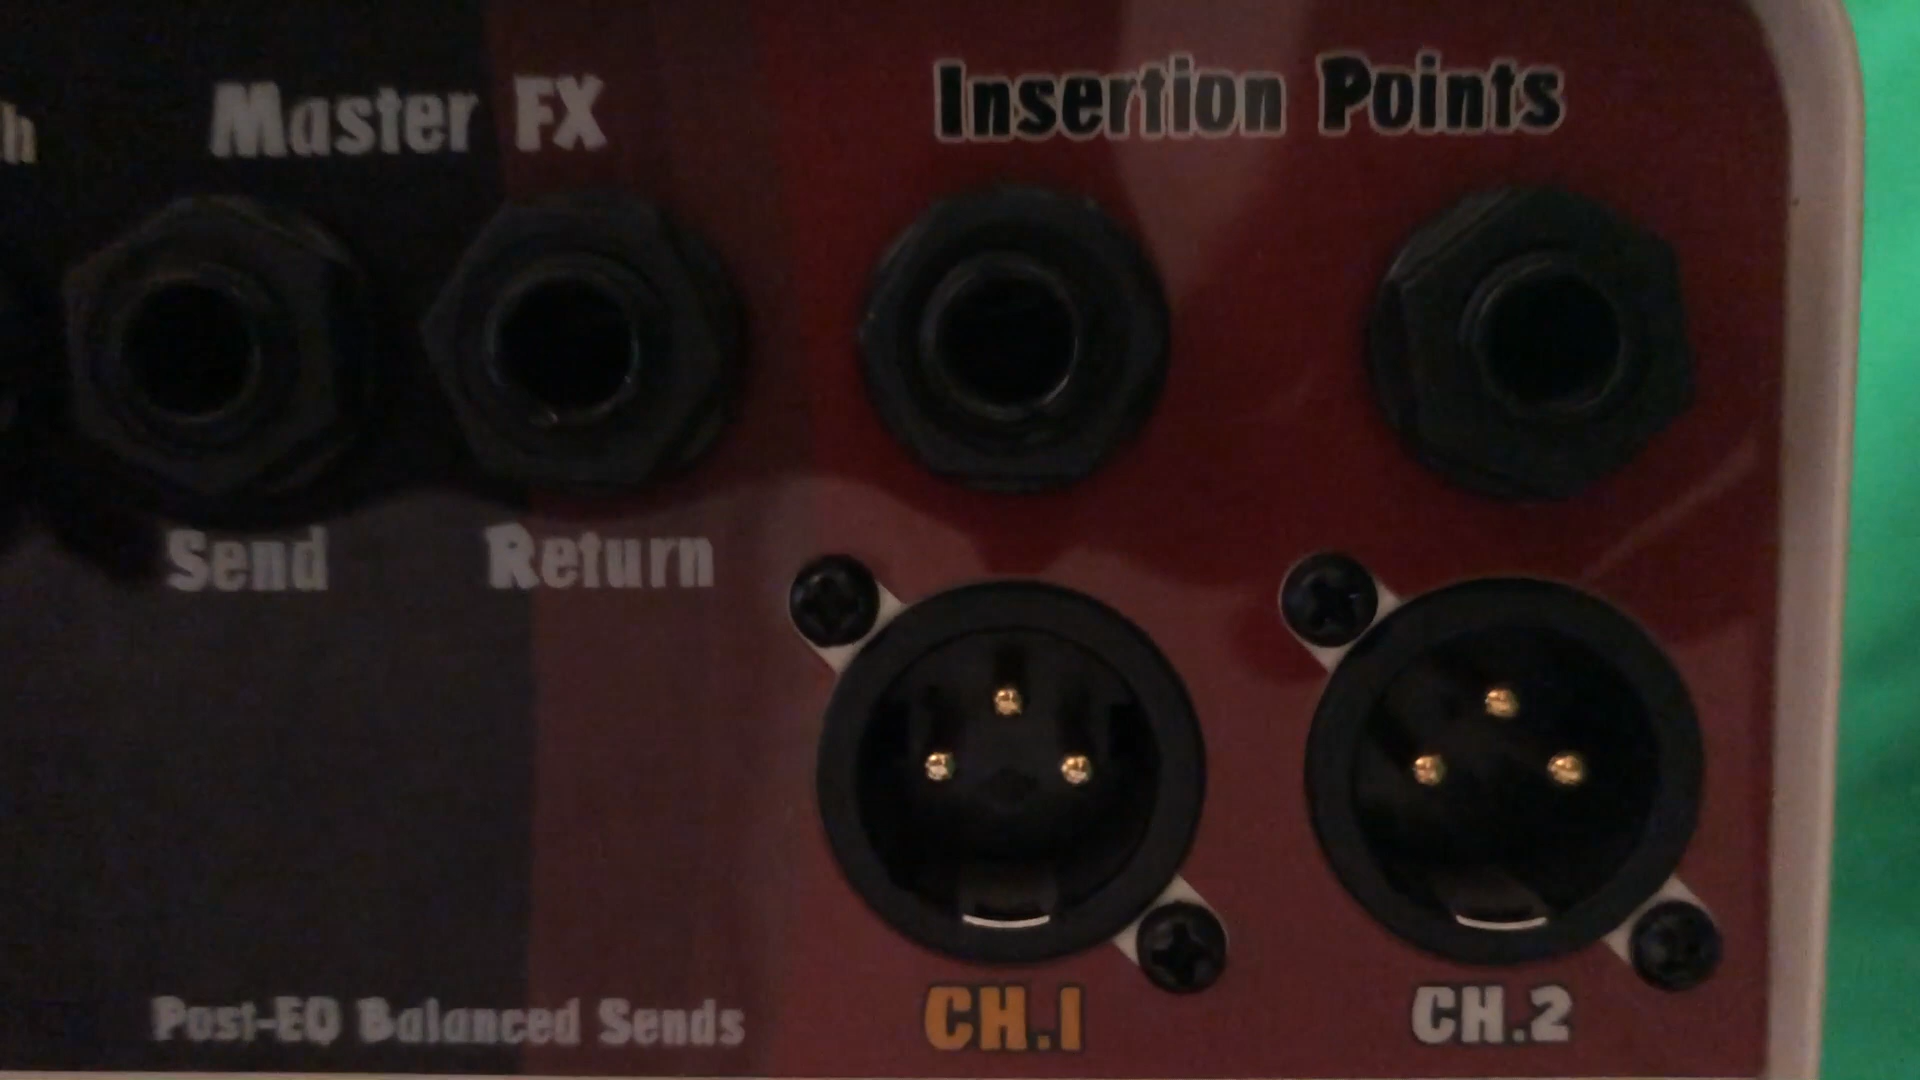 Master FX
Insertion Points
Send
Return
Post-EQ Balanced Sends
CH.1
CH.2